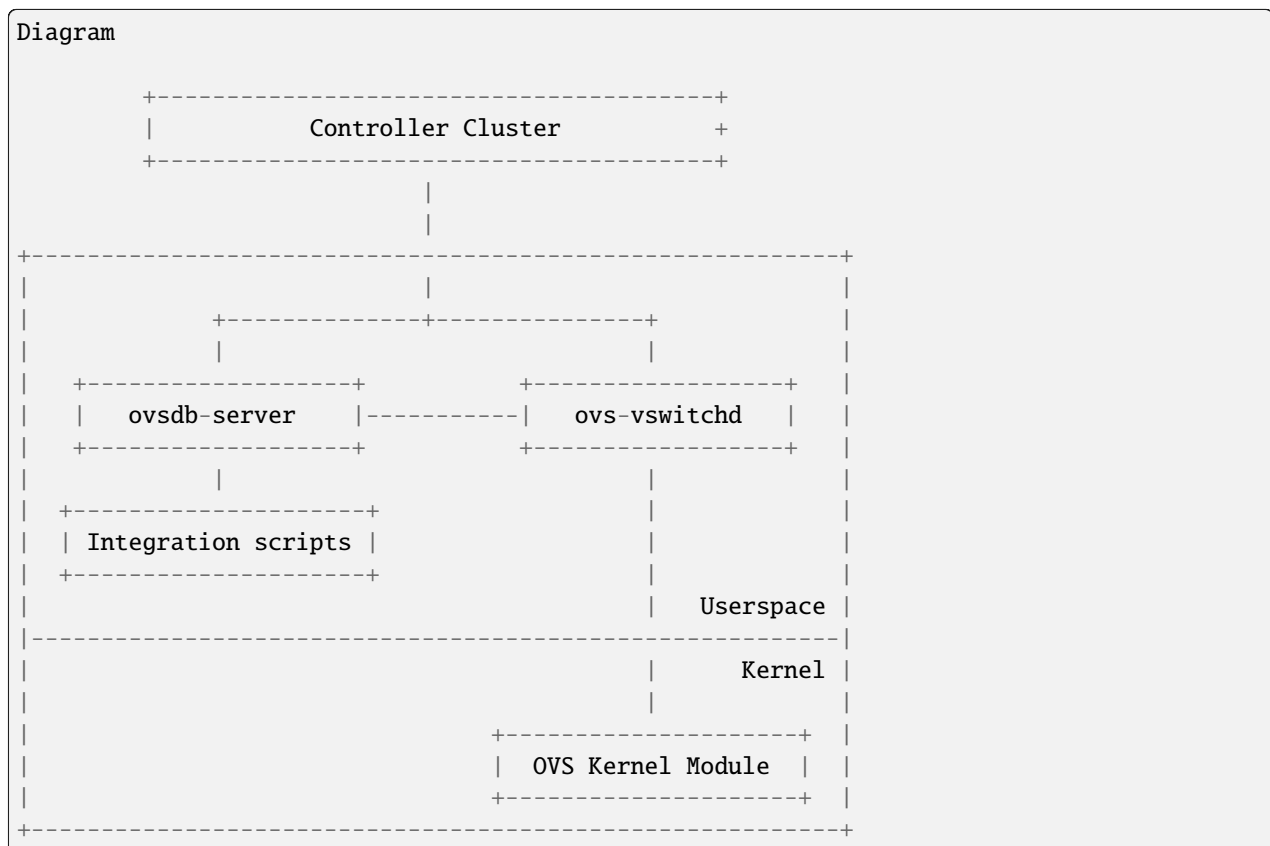 Diagram
+----------------------------------------+
| Controller Cluster +
+----------------------------------------+
|
|
+----------------------------------------------------------+
| | |
| +--------------+---------------+ |
| | | |
| +-------------------+ +------------------+ |
| | ovsdb-server |-----------| ovs-vswitchd | |
| +-------------------+ +------------------+ |
| | | |
| +---------------------+ | |
| | Integration scripts | | |
| +---------------------+ | |
| | Userspace |
|----------------------------------------------------------|
| | Kernel |
| | |
| +---------------------+ |
| | OVS Kernel Module | |
| +---------------------+ |
+----------------------------------------------------------+